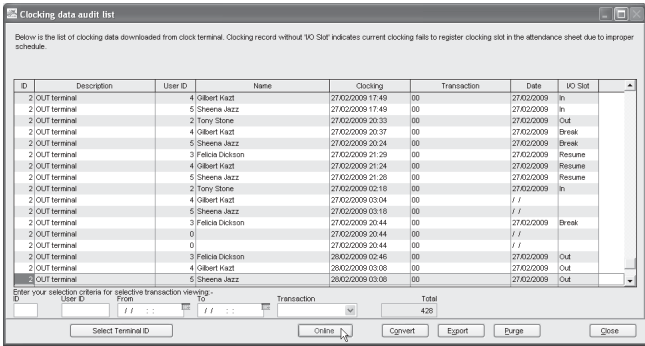 Clocking data audit list
Below is the list of clocking data downloaded from clock terminal. Clocking record without 'I/O Slot' indicates current clocking fails to register clocking slot in the attendance sheet due to improper
schedule.
ID Description User ID Name Clocking Transaction Date I/O Slot
2 OUT terminal 4 Gilbert Kazt 27/02/2009 17:49 00 27/02/2009 In
2 OUT terminal 5 Sheena Jazz 27/02/2009 17:49 00 27/02/2009 In
2 OUT terminal 2 Tony Stone 27/02/2009 20:33 00 27/02/2009 Out
2 OUT terminal 4 Gilbert Kazt 27/02/2009 20:37 00 27/02/2009 Break
2 OUT terminal 5 Sheena Jazz 27/02/2009 20:24 00 27/02/2009 Break
2 OUT terminal 3 Felicia Dickson 27/02/2009 21:29 00 27/02/2009 Resume
2 OUT terminal 4 Gilbert Kazt 27/02/2009 21:24 00 27/02/2009 Resume
2 OUT terminal 5 Sheena Jazz 27/02/2009 21:28 00 27/02/2009 Resume
2 OUT terminal 2 Tony Stone 27/02/2009 02:18 00 27/02/2009 In
2 OUT terminal 4 Gilbert Kazt 27/02/2009 03:04 00 / /
2 OUT terminal 5 Sheena Jazz 27/02/2009 03:18 00 / /
2 OUT terminal 3 Felicia Dickson 27/02/2009 20:44 00 27/02/2009 Break
2 OUT terminal 0 27/02/2009 20:44 00 / /
2 OUT terminal 0 27/02/2009 20:44 00 / /
2 OUT terminal 3 Felicia Dickson 28/02/2009 02:46 00 27/02/2009 Out
2 OUT terminal 4 Gilbert Kazt 28/02/2009 03:08 00 27/02/2009 Out
2 OUT terminal 5 Sheena Jazz 28/02/2009 03:08 00 27/02/2009 Out
Enter your selection criteria for selective transaction viewing:-
ID User ID From To Transaction Total
/ / : : / / : : 428
Select Terminal ID Online Convert Export Purge Close